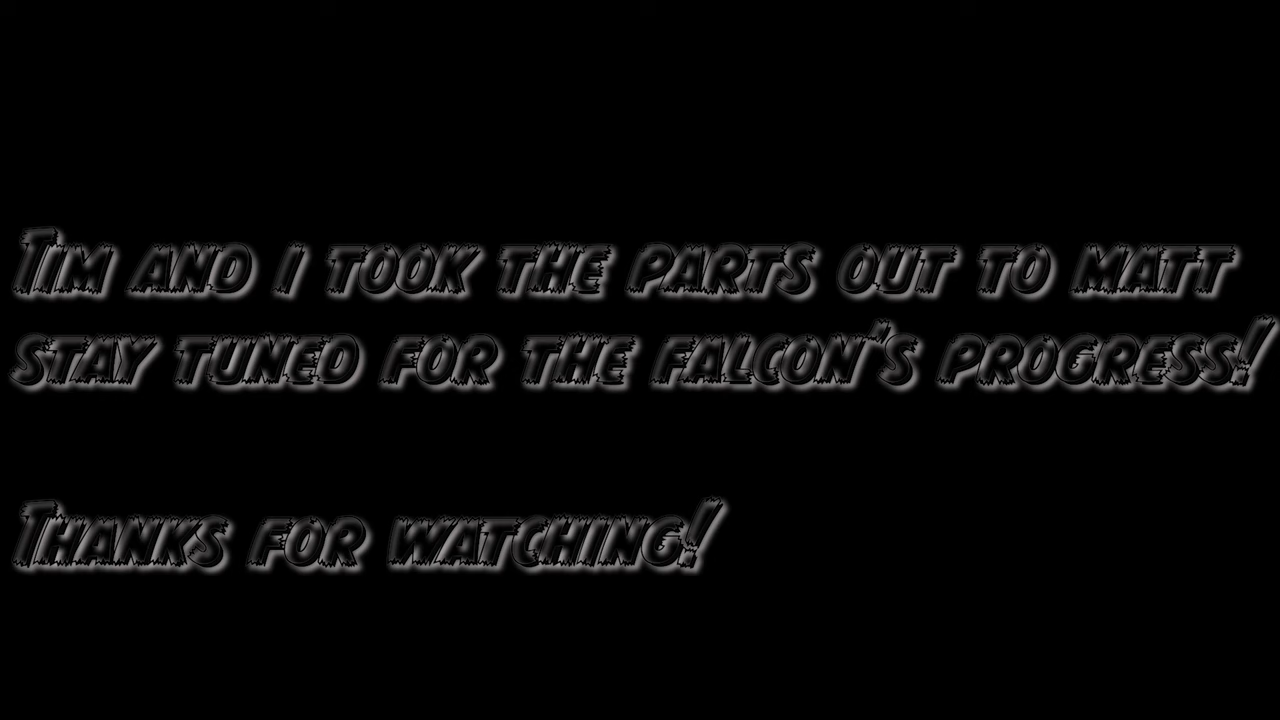 Tim and i took the parts out to matt
stay tuned for the falcon's progress!
Thanks for watching!